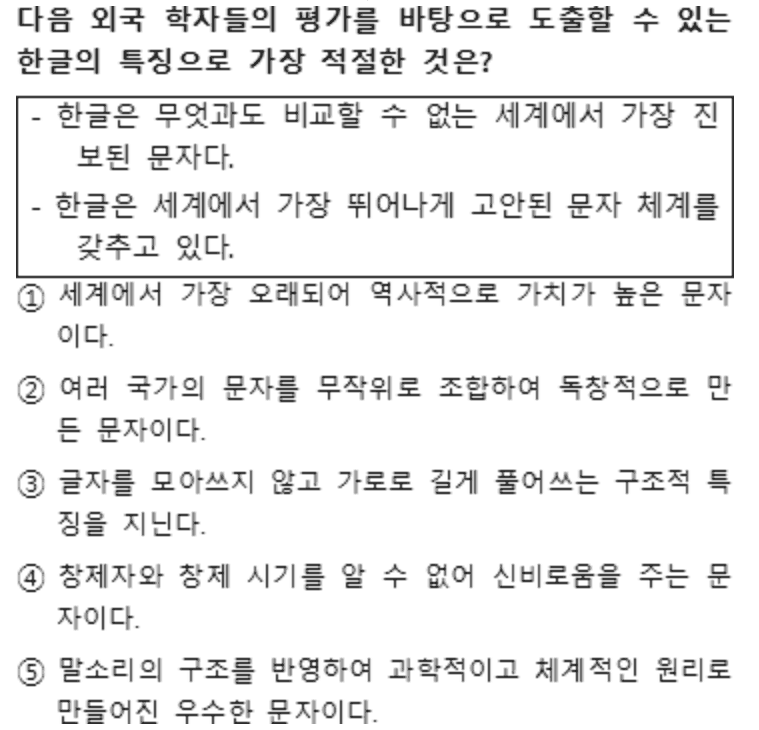 다음 외국 학자들의 평가를 바탕으로 도출할 수 있는
한글의 특징으로 가장 적절한 것은?
- 한글은 무엇과도 비교할 수 없는 세계에서 가장 진
보된 문자다.
- 한글은 세계에서 가장 뛰어나게 고안된 문자 체계를
갖추고 있다.
① 세계에서 가장 오래되어 역사적으로 가치가 높은 문자
이다.
② 여러 국가의 문자를 무작위로 조합하여 독창적으로 만
든 문자이다.
③ 글자를 모아쓰지 않고 가로로 길게 풀어쓰는 구조적 특
징을 지닌다.
④ 창제자와 창제 시기를 알 수 없어 신비로움을 주는 문
자이다.
⑤ 말소리의 구조를 반영하여 과학적이고 체계적인 원리로
만들어진 우수한 문자이다.